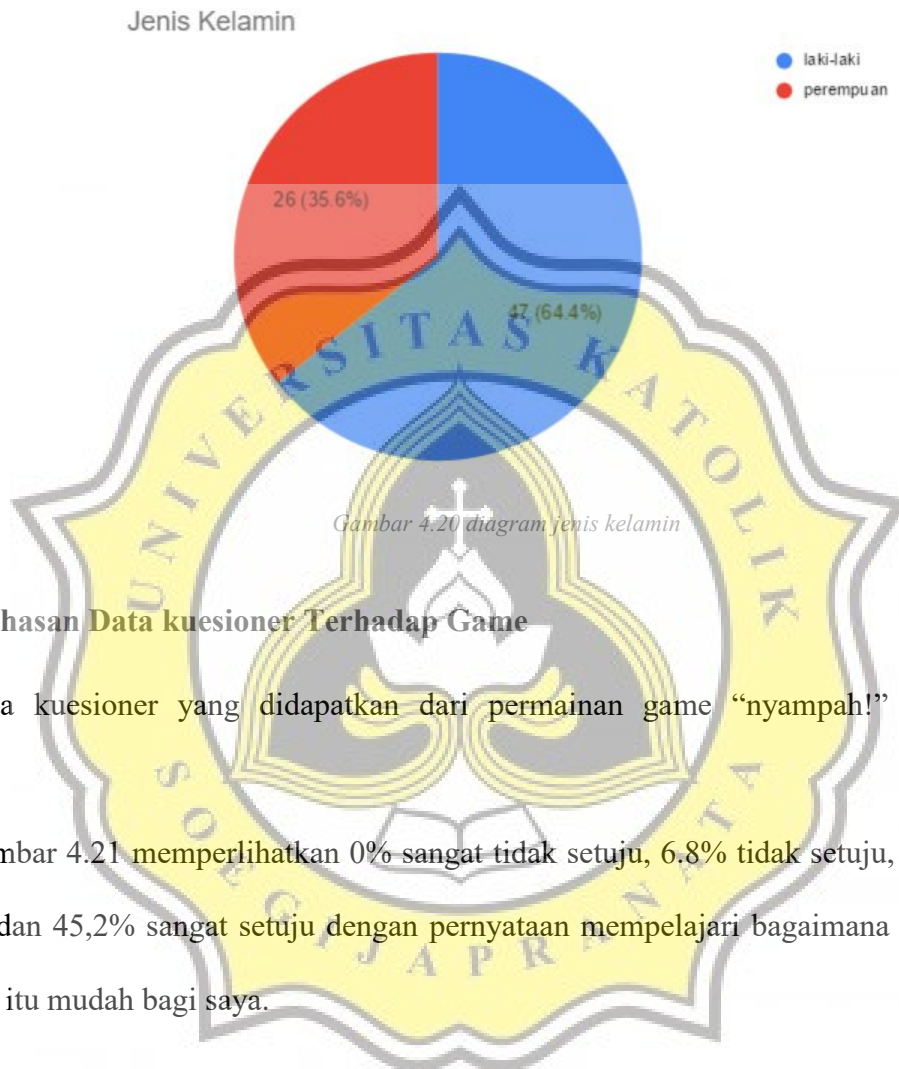 Jenis Kelamin
laki-laki
perempuan
26 (35.6%)
47 (64.4%)
UNIVERSITAS KATOLIK
Gambar 4.20 diagram jenis kelamin
hasan Data kuesioner Terhadap Game
a kuesioner yang didapatkan dari permainan game “nyampah!”
mbar 4.21 memperlihatkan 0% sangat tidak setuju, 6.8% tidak setuju,
dan 45,2% sangat setuju dengan pernyataan mempelajari bagaimana
itu mudah bagi saya.
SOEGIJAPRANATA